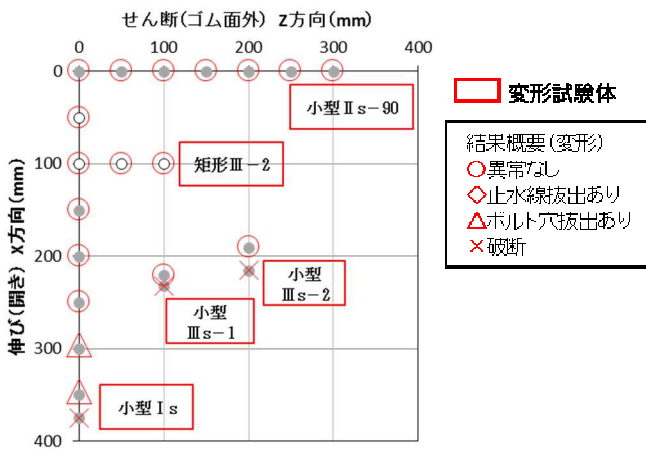 せん断(ゴム面外) Z方向(mm)
0 100 200 300 400
0
100
200
300
400
伸び(開き) X方向(mm)
小型Ⅱs-90
矩形Ⅲ-2
小型
Ⅲs-2
小型
Ⅲs-1
小型Ⅰs
変形試験体
結果概要(変形)
○異常なし
◇止水線抜出あり
△ボルト穴抜出あり
×破断